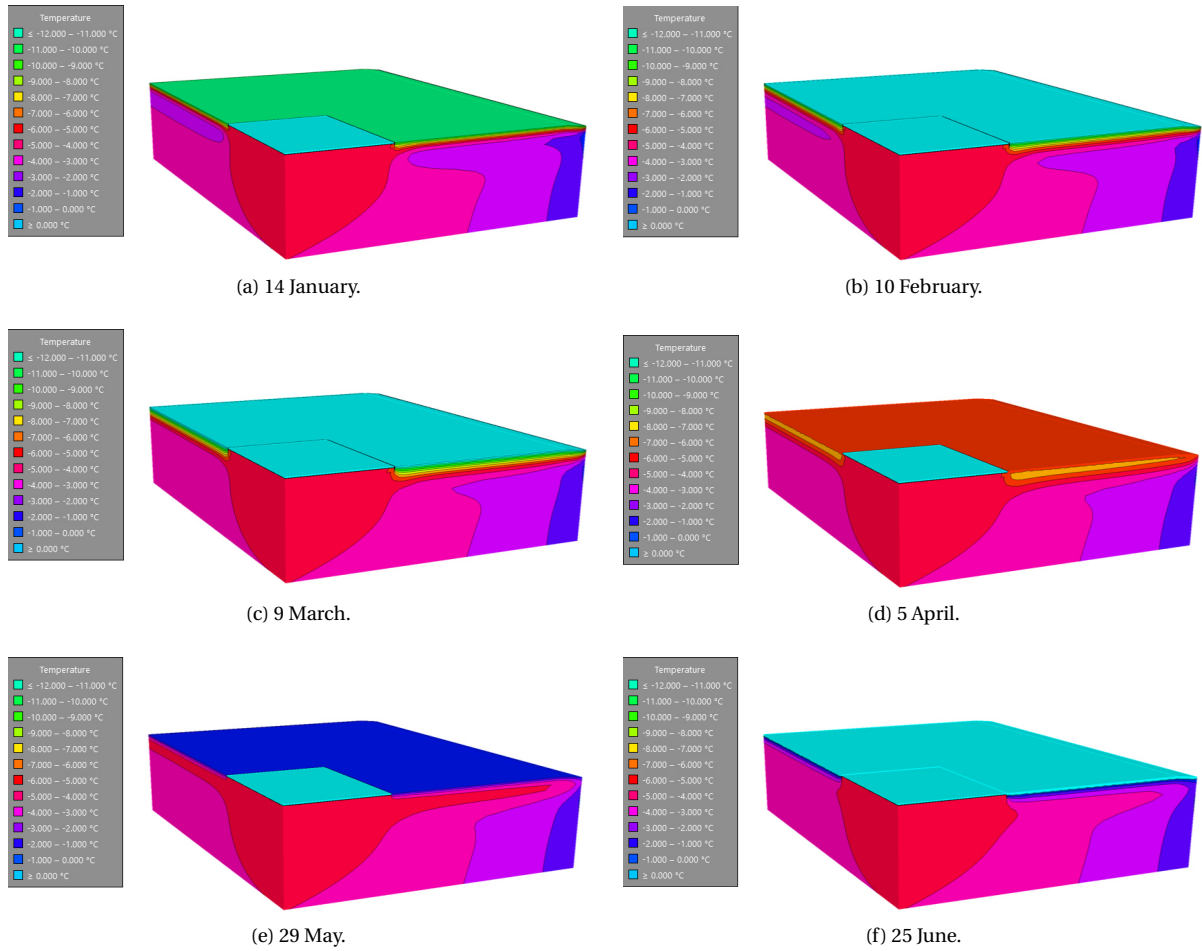 Temperature
≤ -12.000 – -11.000 °C
-11.000 – -10.000 °C
-10.000 – -9.000 °C
-9.000 – -8.000 °C
-8.000 – -7.000 °C
-7.000 – -6.000 °C
-6.000 – -5.000 °C
-5.000 – -4.000 °C
-4.000 – -3.000 °C
-3.000 – -2.000 °C
-2.000 – -1.000 °C
-1.000 – 0.000 °C
≥ 0.000 °C
(a) 14 January.
Temperature
≤ -12.000 – -11.000 °C
-11.000 – -10.000 °C
-10.000 – -9.000 °C
-9.000 – -8.000 °C
-8.000 – -7.000 °C
-7.000 – -6.000 °C
-6.000 – -5.000 °C
-5.000 – -4.000 °C
-4.000 – -3.000 °C
-3.000 – -2.000 °C
-2.000 – -1.000 °C
-1.000 – 0.000 °C
≥ 0.000 °C
(b) 10 February.
Temperature
≤ -12.000 – -11.000 °C
-11.000 – -10.000 °C
-10.000 – -9.000 °C
-9.000 – -8.000 °C
-8.000 – -7.000 °C
-7.000 – -6.000 °C
-6.000 – -5.000 °C
-5.000 – -4.000 °C
-4.000 – -3.000 °C
-3.000 – -2.000 °C
-2.000 – -1.000 °C
-1.000 – 0.000 °C
≥ 0.000 °C
(c) 9 March.
Temperature
≤ -12.000 – -11.000 °C
-11.000 – -10.000 °C
-10.000 – -9.000 °C
-9.000 – -8.000 °C
-8.000 – -7.000 °C
-7.000 – -6.000 °C
-6.000 – -5.000 °C
-5.000 – -4.000 °C
-4.000 – -3.000 °C
-3.000 – -2.000 °C
-2.000 – -1.000 °C
-1.000 – 0.000 °C
≥ 0.000 °C
(d) 5 April.
Temperature
≤ -12.000 – -11.000 °C
-11.000 – -10.000 °C
-10.000 – -9.000 °C
-9.000 – -8.000 °C
-8.000 – -7.000 °C
-7.000 – -6.000 °C
-6.000 – -5.000 °C
-5.000 – -4.000 °C
-4.000 – -3.000 °C
-3.000 – -2.000 °C
-2.000 – -1.000 °C
-1.000 – 0.000 °C
≥ 0.000 °C
(e) 29 May.
Temperature
≤ -12.000 – -11.000 °C
-11.000 – -10.000 °C
-10.000 – -9.000 °C
-9.000 – -8.000 °C
-8.000 – -7.000 °C
-7.000 – -6.000 °C
-6.000 – -5.000 °C
-5.000 – -4.000 °C
-4.000 – -3.000 °C
-3.000 – -2.000 °C
-2.000 – -1.000 °C
-1.000 – 0.000 °C
≥ 0.000 °C
(f) 25 June.